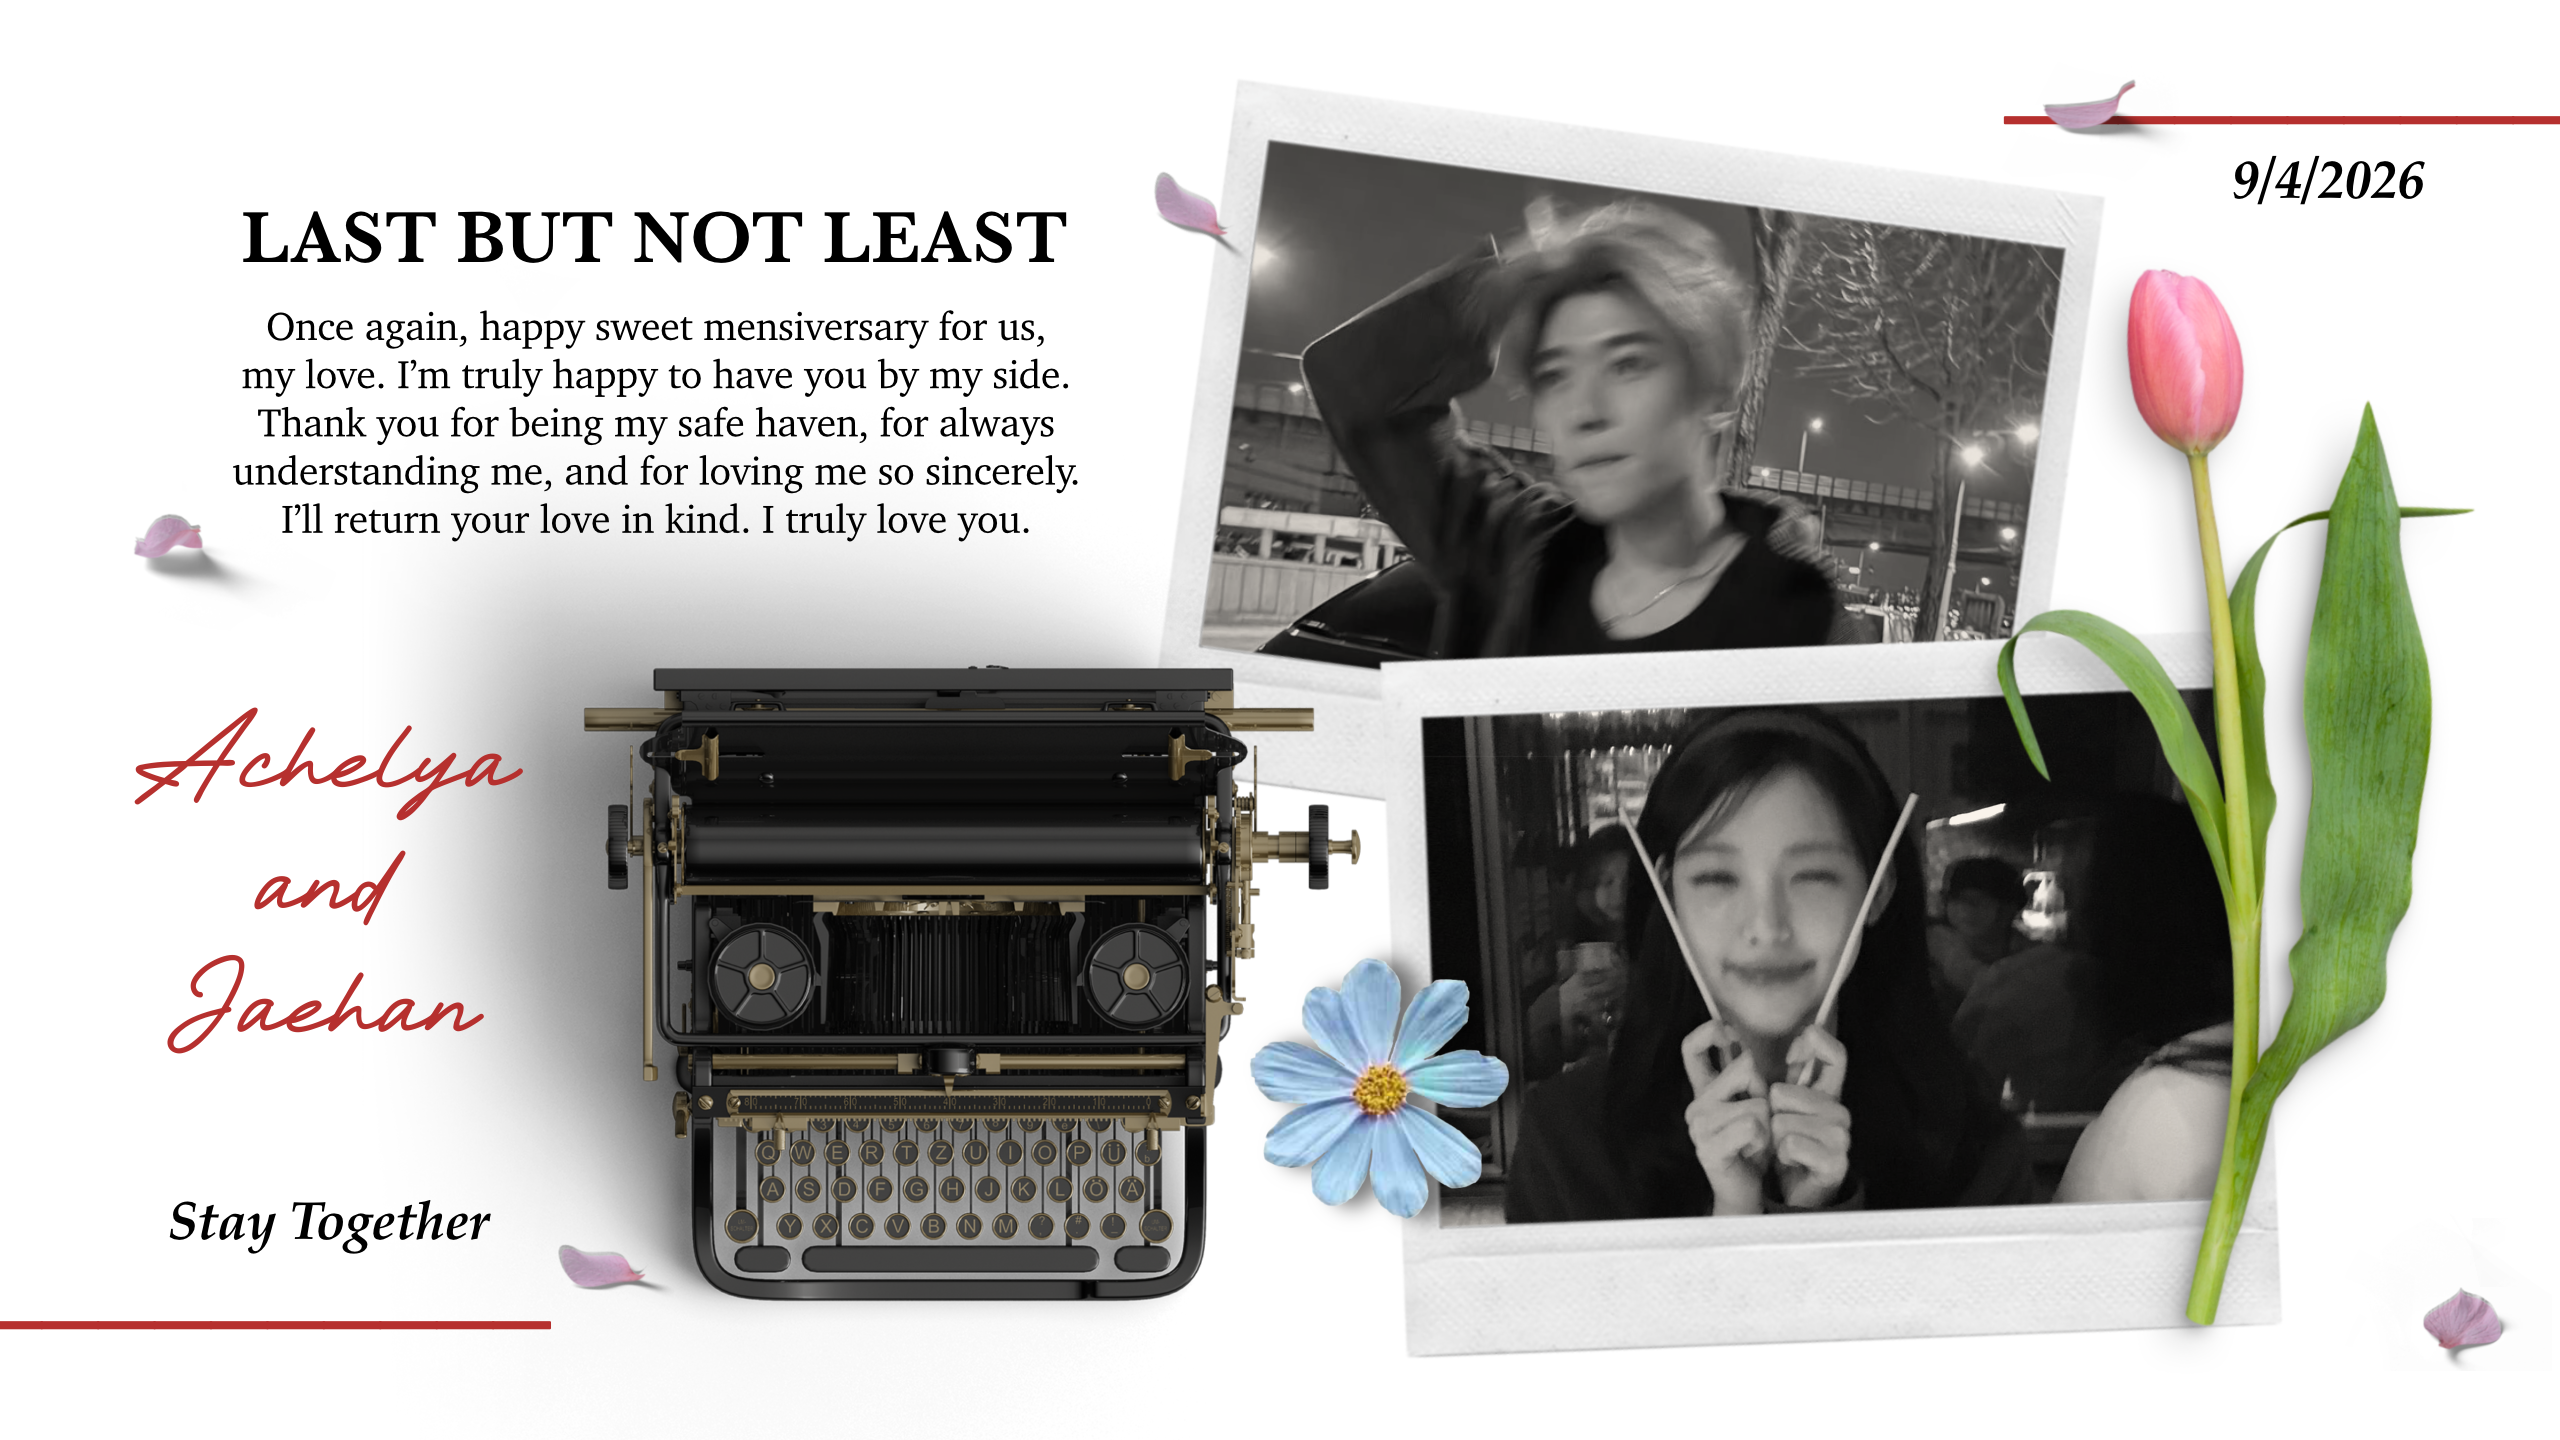 9/4/2026
LAST BUT NOT LEAST
Once again, happy sweet mensiversary for us,
my love. I’m truly happy to have you by my side.
Thank you for being my safe haven, for always
understanding me, and for loving me so sincerely.
I’ll return your love in kind. I truly love you.
Achelya
and
Jaehan
Stay Together
Q W E R T Z U I O P Ü
A S D F G H J K L Ö Ä
Y X C V B N M